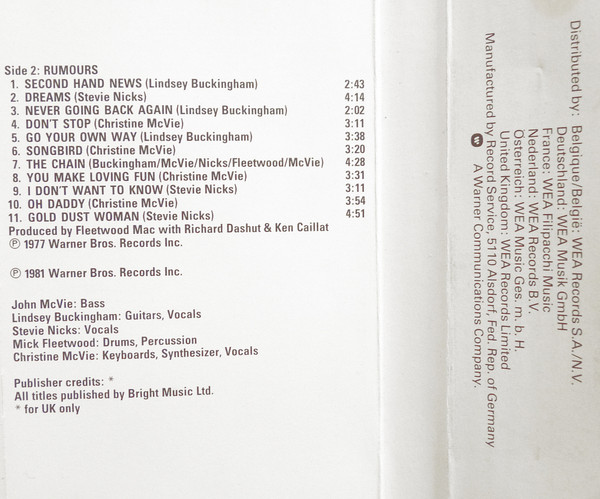 Side 2: RUMOURS
1. SECOND HAND NEWS (Lindsey Buckingham) 2:43
2. DREAMS (Stevie Nicks) 4:14
3. NEVER GOING BACK AGAIN (Lindsey Buckingham) 2:02
4. DON'T STOP (Christine McVie) 3:11
5. GO YOUR OWN WAY (Lindsey Buckingham) 3:38
6. SONGBIRD (Christine McVie) 3:20
7. THE CHAIN (Buckingham/McVie/Nicks/Fleetwood/McVie) 4:28
8. YOU MAKE LOVING FUN (Christine McVie) 3:31
9. I DON'T WANT TO KNOW (Stevie Nicks) 3:11
10. OH DADDY (Christine McVie) 3:54
11. GOLD DUST WOMAN (Stevie Nicks) 4:51
Produced by Fleetwood Mac with Richard Dashut & Ken Caillat
℗ 1977 Warner Bros. Records Inc.
℗ 1981 Warner Bros. Records Inc.
John McVie: Bass
Lindsey Buckingham: Guitars, Vocals
Stevie Nicks: Vocals
Mick Fleetwood: Drums, Percussion
Christine McVie: Keyboards, Synthesizer, Vocals
Publisher credits: *
All titles published by Bright Music Ltd.
* for UK only
Distributed by: Belgique/België: WEA Records S.A./N.V.
Deutschland: WEA Musik GmbH
France: WEA Filipacchi Music
Nederland: WEA Records B.V.
Österreich: WEA Music Ges. m. b. H.
United Kingdom: WEA Records Limited
Manufactured by Record Service, 5110 Alsdorf, Fed. Rep. of Germany
W A Warner Communications Company.